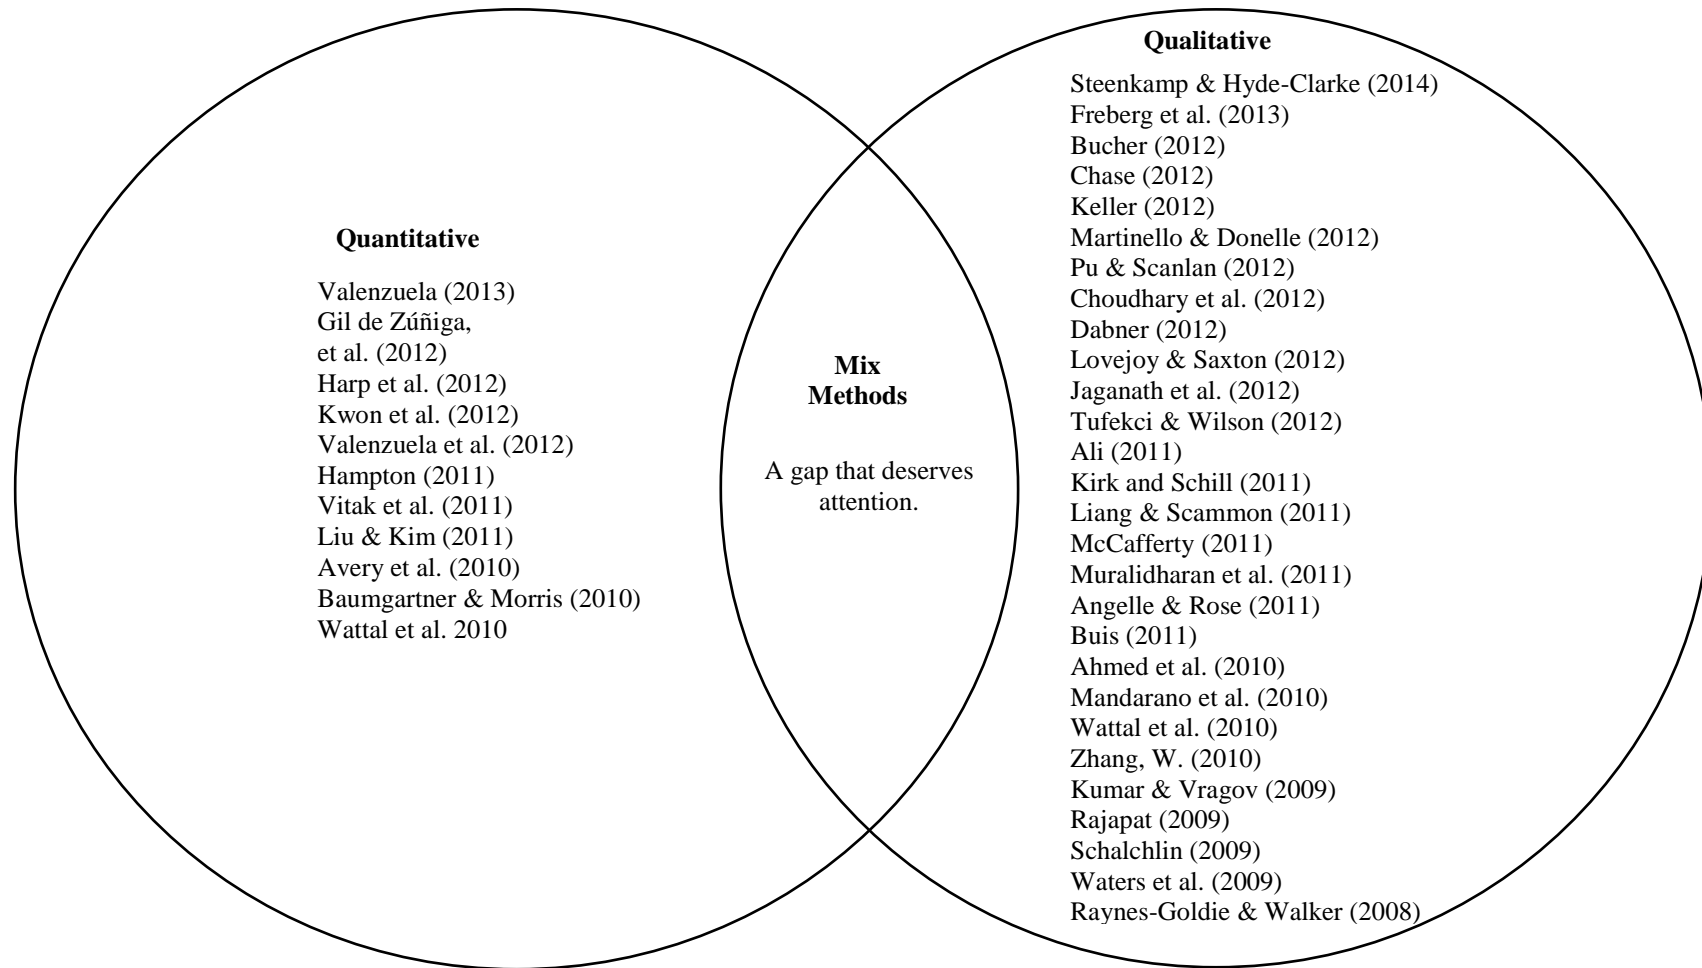 Quantitative
Valenzuela (2013)
Gil de Zúñiga,
et al. (2012)
Harp et al. (2012)
Kwon et al. (2012)
Valenzuela et al. (2012)
Hampton (2011)
Vitak et al. (2011)
Liu & Kim (2011)
Avery et al. (2010)
Baumgartner & Morris (2010)
Wattal et al. 2010
Mix
Methods
A gap that deserves
attention.
Qualitative
Steenkamp & Hyde-Clarke (2014)
Freberg et al. (2013)
Bucher (2012)
Chase (2012)
Keller (2012)
Martinello & Donelle (2012)
Pu & Scanlan (2012)
Choudhary et al. (2012)
Dabner (2012)
Lovejoy & Saxton (2012)
Jaganath et al. (2012)
Tufekci & Wilson (2012)
Ali (2011)
Kirk and Schill (2011)
Liang & Scammon (2011)
McCafferty (2011)
Muralidharan et al. (2011)
Angelle & Rose (2011)
Buis (2011)
Ahmed et al. (2010)
Mandarano et al. (2010)
Wattal et al. (2010)
Zhang, W. (2010)
Kumar & Vragov (2009)
Rajapat (2009)
Schalchlin (2009)
Waters et al. (2009)
Raynes-Goldie & Walker (2008)